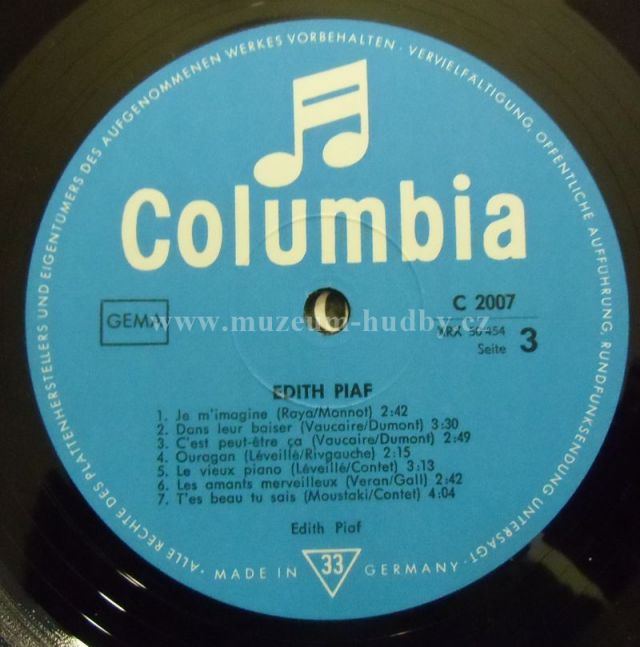 · ALLE RECHTE DES PLATTENHERSTELLERS UND EIGENTÜMERS DES AUFGENOMMENEN WERKES VORBEHALTEN · VERVIELFÄLTIGUNG, ÖFFENTLICHE AUFFÜHRUNG, RUNDFUNKSENDUNG UNTERSAGT ·
Columbia
C 2007
GEMA
www.muzeum-hudby.cz
YRX 50 454
Seite 3
EDITH PIAF
1. Je m'imagine (Raya/Monnot) 2:42
2. Dans leur baiser (Vaucaire/Dumont) 3:30
3. C'est peut-être ça (Vaucaire/Dumont) 2:49
4. Ouragan (Léveillé/Rivgauche) 2:15
5. Le vieux piano (Léveillé/Contet) 3:13
6. Les amants merveilleux (Veran/Gall) 2:42
7. T'es beau tu sais (Moustaki/Contet) 4:04
Edith Piaf
MADE IN 33 GERMANY